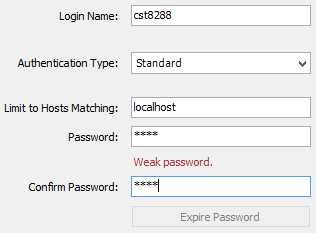 Login Name: cst8288
Authentication Type: Standard
Limit to Hosts Matching: localhost
Password: ****
Weak password.
Confirm Password: ****
Expire Password